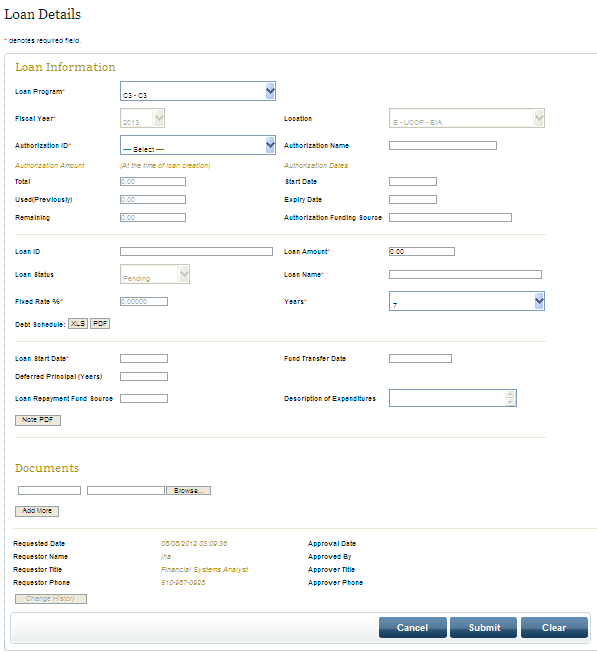 Loan Details
* denotes required field.
Loan Information
Loan Program* C3 - C3
Fiscal Year* 2013 Location E - UCOP - EIA
Authorization ID* --- Select --- Authorization Name
Authorization Amount (At the time of loan creation) Authorization Dates
Total 0.00 Start Date
Used(Previously) 0.00 Expiry Date
Remaining 0.00 Authorization Funding Source
Loan ID Loan Amount* 0.00
Loan Status Pending Loan Name*
Fixed Rate %* 0.00000 Years* 7
Debt Schedule: XLS PDF
Loan Start Date* Fund Transfer Date
Deferred Principal (Years)
Loan Repayment Fund Source Description of Expenditures
Note PDF
Documents
Browse...
Add More
Requested Date 03:09:36 Approval Date
Requestor Name jha Approved By
Requestor Title Financial Systems Analyst Approver Title
Requestor Phone Approver Phone
Change History
Cancel Submit Clear